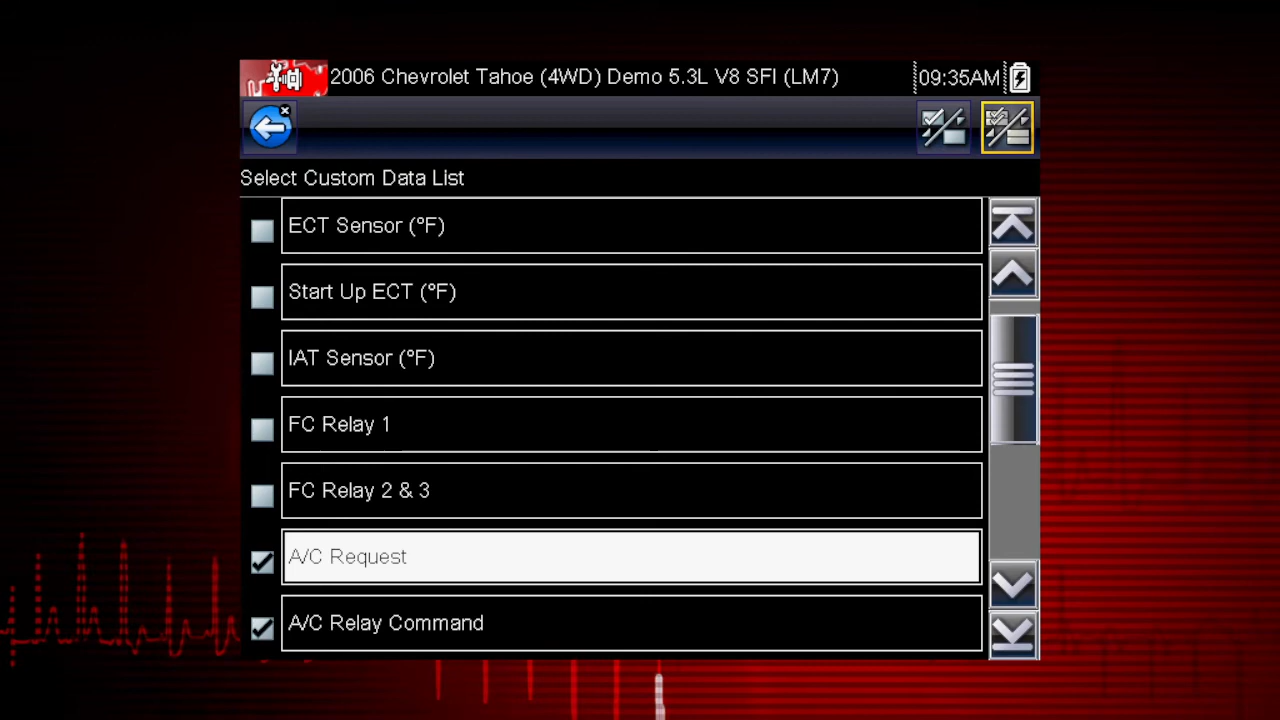 2006 Chevrolet Tahoe (4WD) Demo 5.3L V8 SFI (LM7)
09:35AM
Select Custom Data List
ECT Sensor (°F)
Start Up ECT (°F)
IAT Sensor (°F)
FC Relay 1
FC Relay 2 & 3
A/C Request
A/C Relay Command